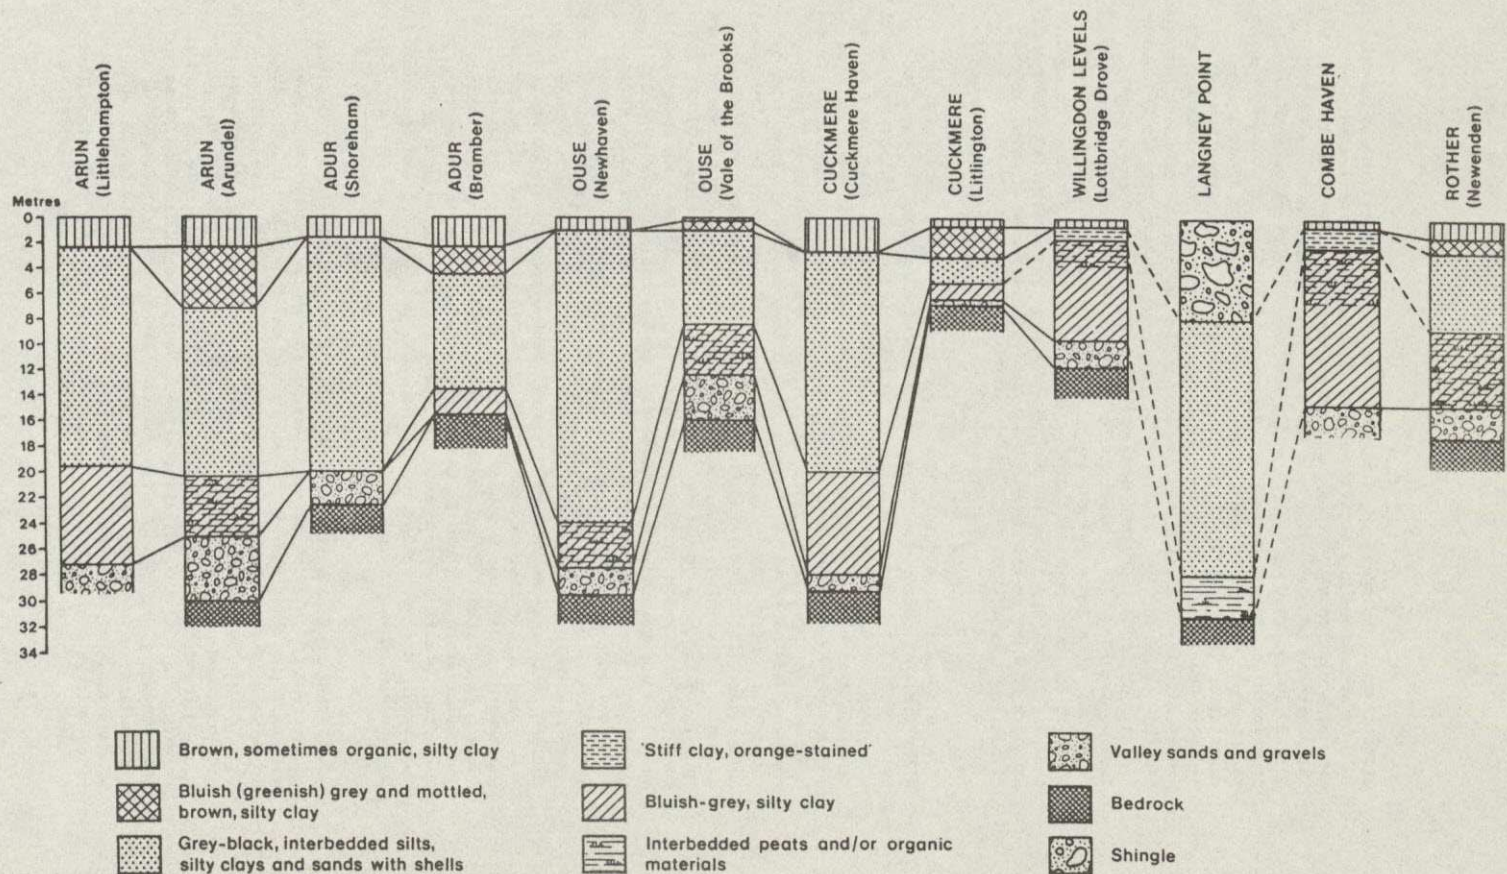 ARUN
(Littlehampton)
ARUN
(Arundel)
ADUR
(Shoreham)
ADUR
(Bramber)
OUSE
(Newhaven)
OUSE
(Vale of the Brooks)
CUCKMERE
(Cuckmere Haven)
CUCKMERE
(Litlington)
WILLINGDON LEVELS
(Lottbridge Drove)
LANGNEY POINT
COMBE HAVEN
ROTHER
(Newenden)
Metres
0
2
4
6
8
10
12
14
16
18
20
22
24
26
28
30
32
34
Brown, sometimes organic, silty clay
Bluish (greenish) grey and mottled,
brown, silty clay
Grey-black, interbedded silts,
silty clays and sands with shells
'Stiff clay, orange-stained'
Bluish-grey, silty clay
Interbedded peats and/or organic
materials
Valley sands and gravels
Bedrock
Shingle